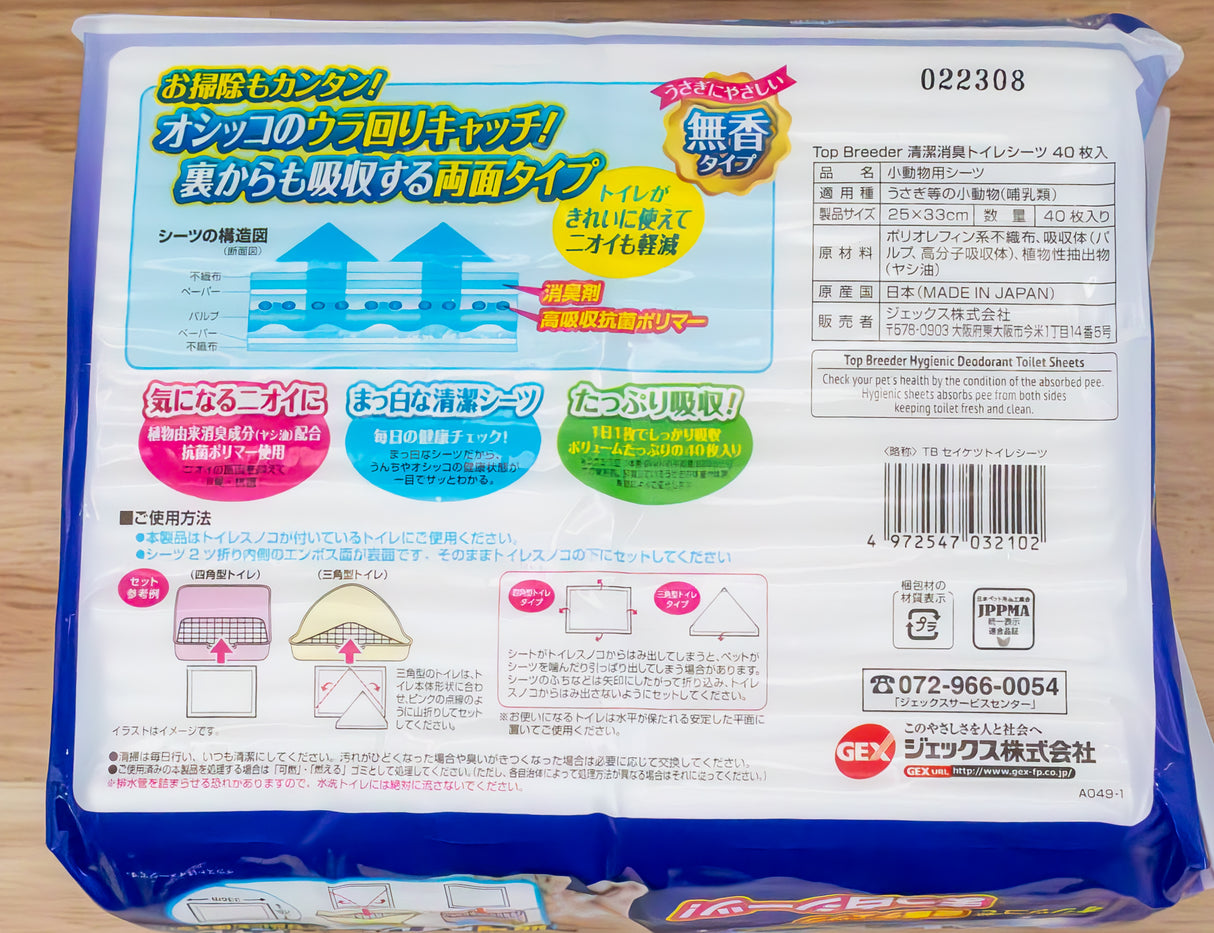 お掃除もカンタン!
オシッコのウラ回りキャッチ!
裏からも吸収する両面タイプ
うさぎにやさしい
無香
タイプ
トイレが
きれいに使えて
ニオイも軽減
シーツの構造図
(断面図)
不織布
ペーパー
パルプ
ペーパー
不織布
消臭剤
高吸収抗菌ポリマー
気になるニオイに
植物由来消臭成分(ヤシ油)配合
抗菌ポリマー使用
まっ白な清潔シーツ
毎日の健康チェック!
まっ白なシーツだから、
うんちやオシッコの健康状態が
一目でサッとわかる。
たっぷり吸収!
1日1枚でしっかり吸収
ボリュームたっぷりの40枚入り
■ご使用方法
●本製品はトイレスノコが付いているトイレにご使用ください。
●シーツ2ツ折り内側のエンボス面が表面です。そのままトイレスノコの下にセットしてください
セット
参考例
(四角型トイレ)
(三角型トイレ)
三角型のトイレは、ト
イレ本体形状に合わ
せ、ピンクの点線のよ
うに山折りしてセット
してください。
イラストはイメージです。
四角型トイレ
タイプ
三角型トイレ
タイプ
シートがトイレスノコからはみ出してしまうと、ペットが
シーツを噛んだり引っぱり出してしまう場合があります。
シーツのふちなどは矢印にしたがって折り込み、トイレ
スノコからはみ出さないようにセットしてください。
※お使いになるトイレは水平が保たれる安定した平面に
置いてご使用ください。
●清掃は毎日行い、いつも清潔にしてください。汚れがひどくなった場合や臭いがきつくなった場合は必要に応じて交換してください。
●ご使用済みの本製品を処理する場合は「可燃」・「燃える」ゴミとして処理してください。(ただし、各自治体によって処理方法が異なる場合はそれに従ってください。)
※排水管を詰まらせる恐れがありますので、水洗トイレには絶対に流さないでください。
022308
Top Breeder 清潔消臭トイレシーツ 40枚入
品名 小動物用シーツ
適用種 うさぎ等の小動物(哺乳類)
製品サイズ 25×33cm 数量 40枚入り
原材料 ポリオレフィン系不織布、吸収体(パ
ルプ、高分子吸収体)、植物性抽出物
(ヤシ油)
原産国 日本(MADE IN JAPAN)
販売者 ジェックス株式会社
〒578-0903 大阪府東大阪市今米1丁目14番5号
Top Breeder Hygienic Deodorant Toilet Sheets
Check your pet's health by the condition of the absorbed pee.
Hygienic sheets absorbs pee from both sides
keeping toilet fresh and clean.
〈略称〉TB セイケツトイレシーツ
4 972547 032102
梱包材の
材質表示
プラ
日本ペット用品工業会
JPPMA
統一表示
適合品証
☎072-966-0054
「ジェックスサービスセンター」
GEX
このやさしさを人と社会へ
ジェックス株式会社
GEX URL http://www.gex-fp.co.jp/
A049-1
33cm
まっ白シーツ!